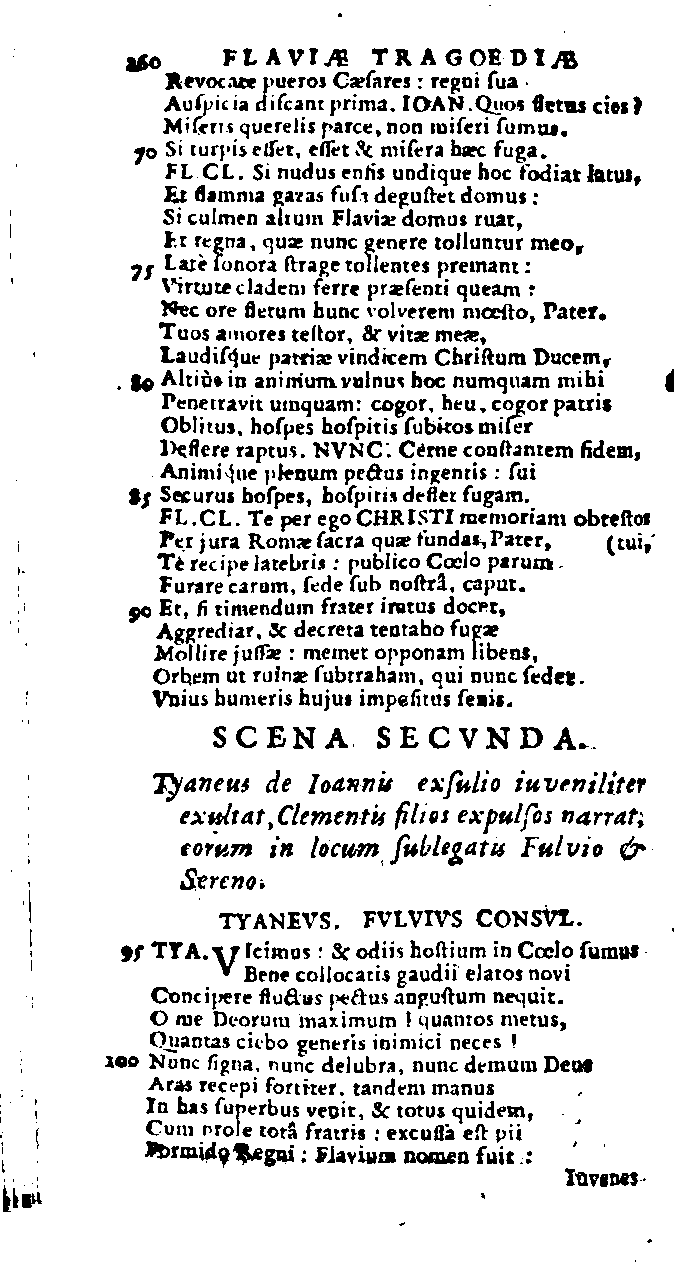 260 FLAVIÆ TRAGOEDIÆ
Revocare pueros Cæſares : regni ſua
Auſpicia diſcant prima. IOAN. Quos fletus cies?
Miſeris querelis parce, non miſeri ſumus.
70 Si turpis eſſet, eſſet & miſera hæc fuga.
FL. CL. Si nudus enſis undique hoc fodiat latus,
Et flamma gazas fuſa deguſtet domus :
Si culmen altum Flaviæ domus ruat,
Et regna, quæ nunc genere tolluntur meo,
75 Latè ſonora ſtrage tollentes premant :
Virtute cladem ferre præſenti queam :
Nec ore fletum hunc volverem mœſto, Pater.
Tuos amores teſtor, & vitæ meæ,
Laudiſq́ue patriæ vindicem Chriſtum Ducem,
80 Altiùs in animum vulnus hoc numquam mihi
Penetravit umquam: cogor, heu, cogor patris
Oblitus, hoſpes hoſpitis ſubitos miſer
Deflere raptus. NVNC. Cerne conſtantem fidem,
Animiq́ue plenum pectus ingentis : ſui
85 Securus hoſpes, hoſpitis deflet fugam.
FL. CL. Te per ego CHRISTI memoriam obteſtor
Per jura Romæ ſacra quæ fundas, Pater, (tui,
Tè recipe latebris : publico Cœlo parum
Furare carum, ſede ſub noſtrâ, caput.
90 Et, ſi timendum frater iratus docet,
Aggrediar, & decreta tentabo fugæ
Mollire juſſæ : memet opponam libens,
Orbem ut ruinæ ſubtraham, qui nunc ſedet
Vnius humeris hujus impoſitus ſenis.
SCENA SECVNDA.
Tyaneus de Ioannis exſulio iuveniliter
exultat, Clementis filios expulſos narrat;
eorum in locum ſublegatis Fulvio &
Sereno.
TYANEVS. FVLVIVS CONSVL.
95 TYA. VIcimus : & odiis hoſtium in Cœlo ſumus
Bene collocatis gaudii elatos novi
Concipere fluctus pectus anguſtum nequit.
O me Deorum maximum ! quantos metus,
Quantas ciebo generis inimici neces !
100 Nunc ſigna, nunc delubra, nunc demum Deus
Aras recepi fortiter, tandem manus
In has ſuperbus venit, & totus quidem,
Cum prole totâ fratris : excuſſa eſt pii
Formido Regni : Flavium nomen fuit :
Iuvenes